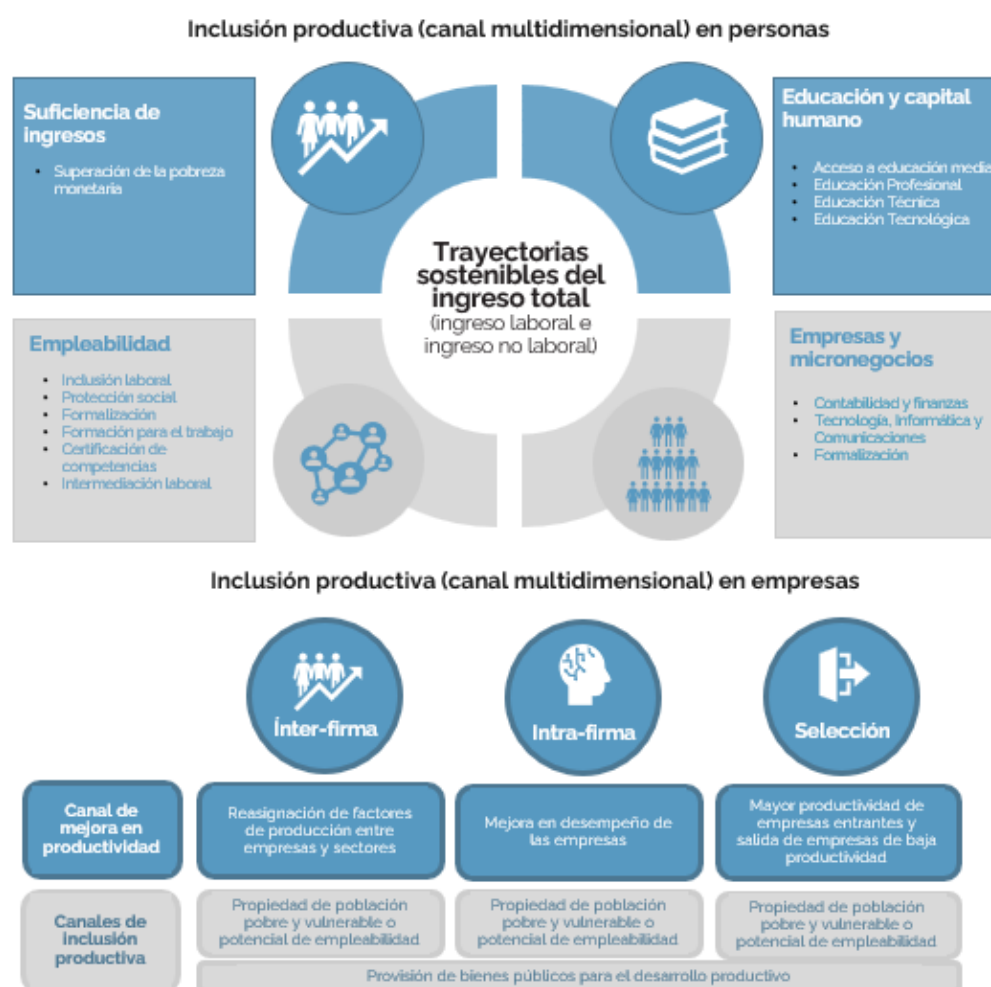 Inclusión productiva (canal multidimensional) en personas
Suficiencia de
ingresos
• Superación de la pobreza
monetaria
Educación y capital
humano
• Acceso a educación media
• Educación Profesional
• Educación Técnica
• Educación Tecnológica
Trayectorias
sostenibles del
ingreso total
(ingreso laboral e
ingreso no laboral)
Empleabilidad
• Inclusión laboral
• Protección social
• Formalización
• Formación para el trabajo
• Certificación de
competencias
• Intermediación laboral
Empresas y
micronegocios
• Contabilidad y finanzas
• Tecnología, Informática y
Comunicaciones
• Formalización
Inclusión productiva (canal multidimensional) en empresas
Ínter-firma
Intra-firma
Selección
Canal de
mejora en
productividad
Reasignación de factores
de producción entre
empresas y sectores
Mejora en desempeño de
las empresas
Mayor productividad de
empresas entrantes y
salida de empresas de baja
productividad
Canales de
Inclusión
productiva
Propiedad de población
pobre y vulnerable o
potencial de empleabilidad
Propiedad de población
pobre y vulnerable o
potencial de empleabilidad
Propiedad de población
pobre y vulnerable o
potencial de empleabilidad
Provisión de bienes públicos para el desarrollo productivo